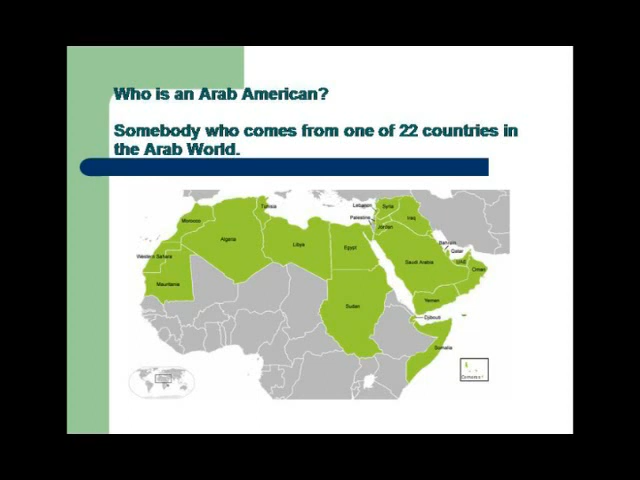 Who is an Arab American?
Somebody who comes from one of 22 countries in
the Arab World.
Tunisia
Lebanon
Syria
Morocco
Palestine
Iraq
Jordan
Algeria
Libya
Egypt
Bahrain
Qatar
Western Sahara
Saudi Arabia
UAE
Oman
Mauritania
Yemen
Sudan
Djibouti
Somalia
Comoros